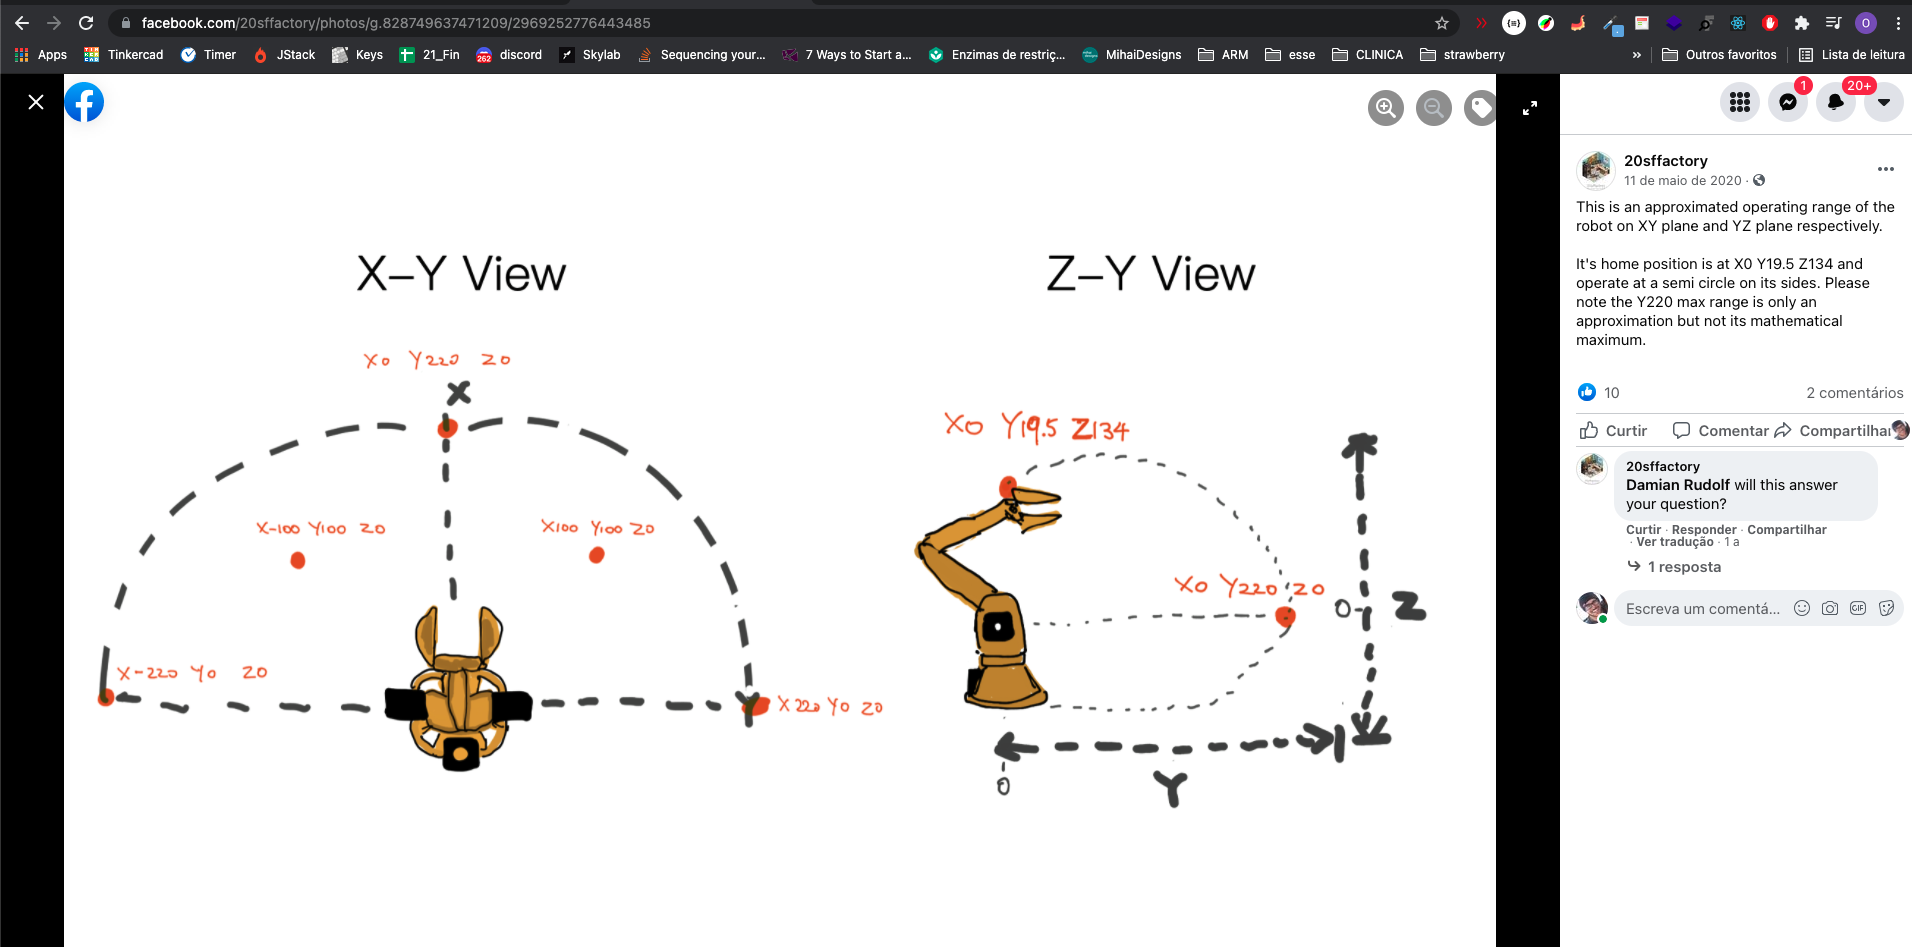 facebook.com/20sffactory/photos/g.828749637471209/2969252776443485
Apps
Tinkercad
Timer
JStack
Keys
21_Fin
262
discord
Skylab
Sequencing your...
7 Ways to Start a...
Enzimas de restriç...
MihaiDesigns
ARM
esse
CLINICA
strawberry
»
Outros favoritos
Lista de leitura
O
1
20+
X-Y View
X0 Y220 Z0
X
X-100 Y100 Z0
X100 Y100 Z0
X-220 Y0 Z0
Y
X220 Y0 Z0
Z-Y View
X0 Y19.5 Z134
X0 Y220 Z0
0
Z
0
Y
20sffactory
11 de maio de 2020 ·
This is an approximated operating range of the
robot on XY plane and YZ plane respectively.
It's home position is at X0 Y19.5 Z134 and
operate at a semi circle on its sides. Please
note the Y220 max range is only an
approximation but not its mathematical
maximum.
10
2 comentários
Curtir
Comentar
Compartilhar
20sffactory
Damian Rudolf will this answer
your question?
Curtir · Responder · Compartilhar
· Ver tradução · 1 a
1 resposta
Escreva um comentá...
GIF